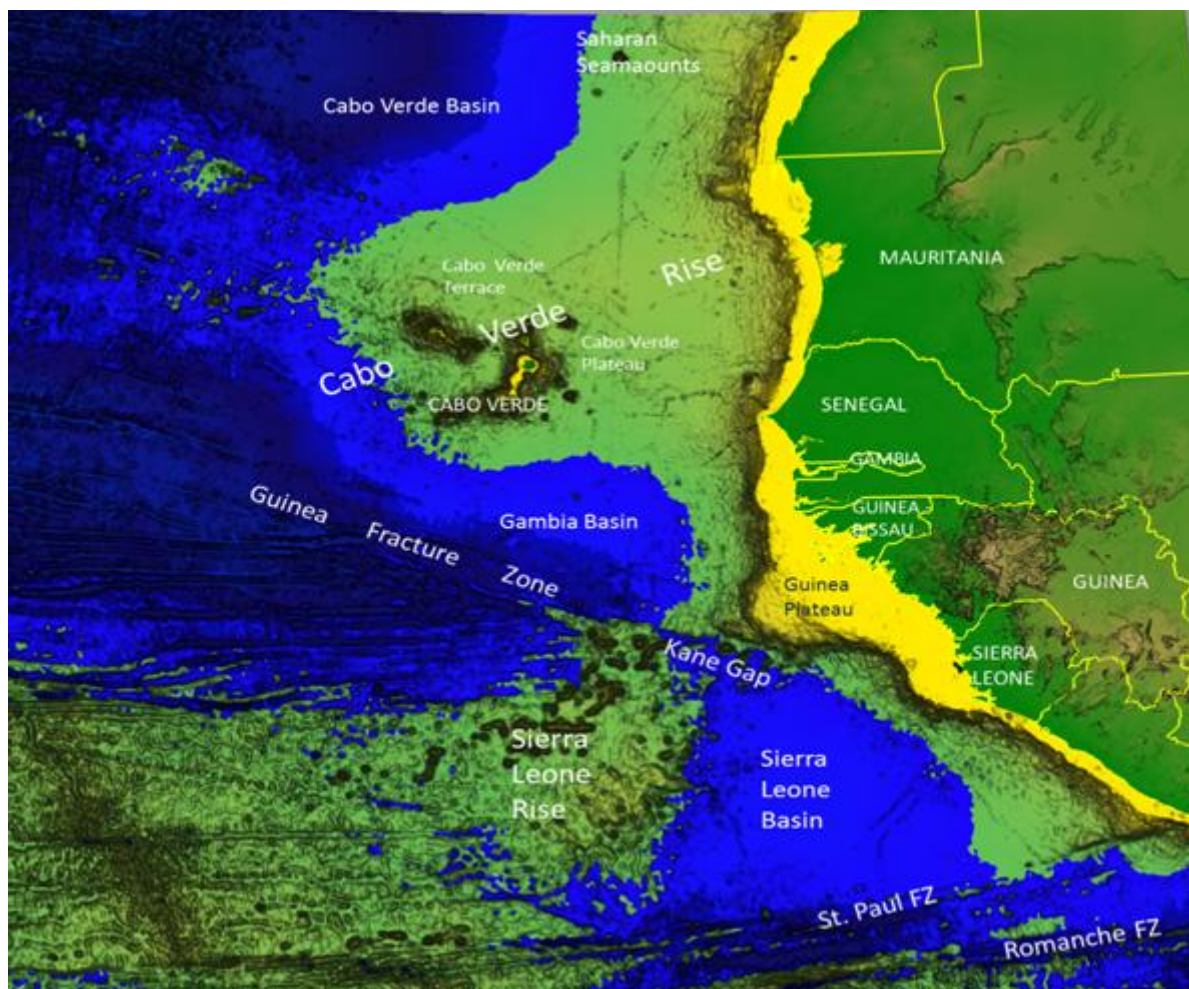 Saharan
Seamaounts
Cabo Verde Basin
MAURITANIA
Cabo Verde Rise
Cabo Verde
Terrace
Cabo Verde
Plateau
CABO VERDE
SENEGAL
GAMBIA
GUINEA -
BISSAU
Guinea Fracture Zone
Gambia Basin
Guinea
Plateau
GUINEA
Kane Gap
SIERRA
LEONE
Sierra
Leone
Rise
Sierra
Leone
Basin
St. Paul FZ
Romanche FZ